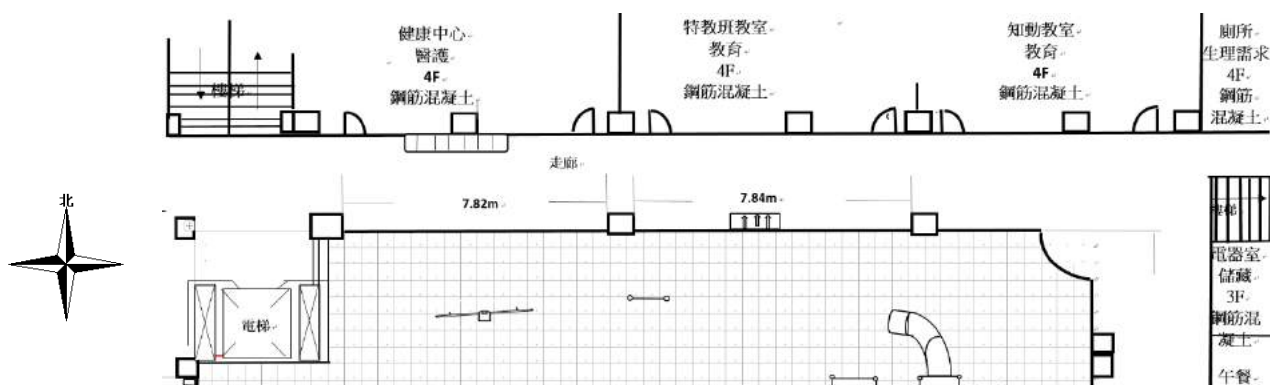 健康中心
醫護
4F
鋼筋混凝土
特教班教室
教育
4F
鋼筋混凝土
知動教室
教育
4F
鋼筋混凝土
廁所
生理需求
4F
鋼筋
混凝土
樓梯
走廊
7.82m
7.84m
北
樓梯
電器室
儲藏
3F
鋼筋混
凝土
電梯
午餐